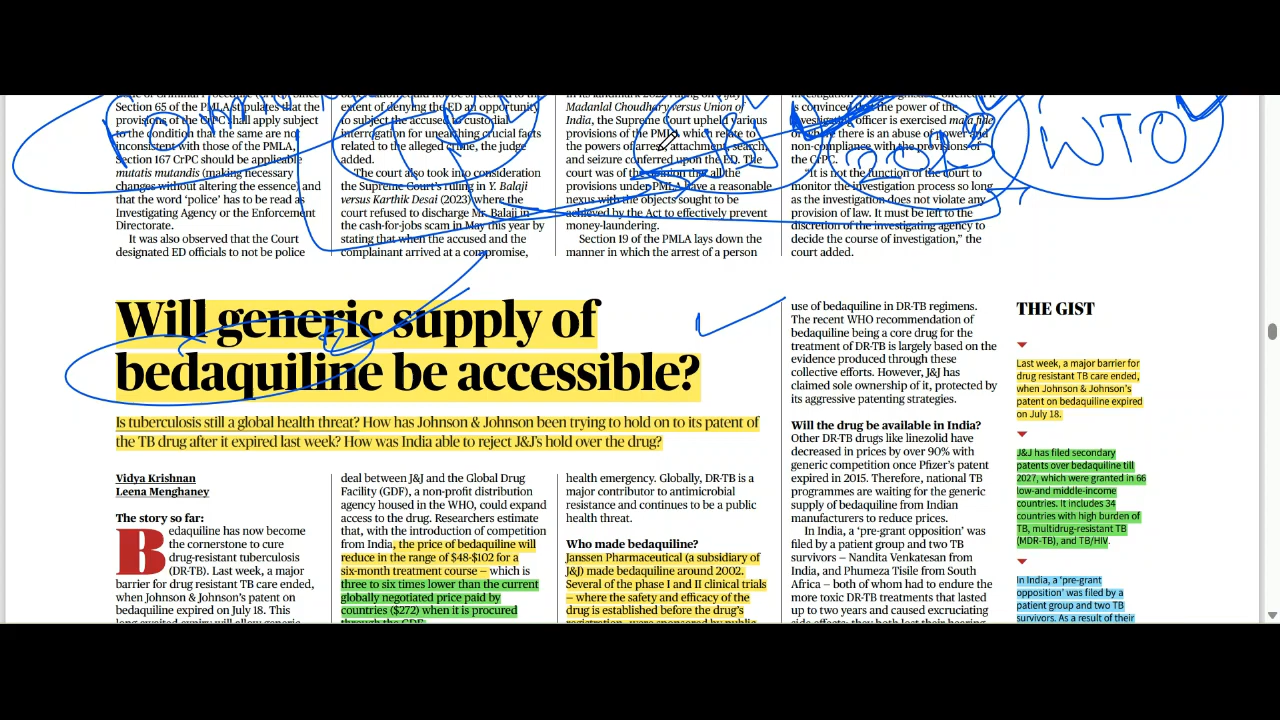 Section 65 of the PMLA stipulates that the
provisions of CrPC shall apply subject
to the condition that the same are no
inconsistent with those of the PMLA,
Section 167 CrPC should be applicable
mutatis mutandis (making necessary
changes without altering the essence) and
that the word ‘police’ has to be read as
Investigating Agency or the Enforcement
Directorate.
It was also observed that the Court
designated ED officials to not be police
extent of denying the ED an opportunity
to subject the accused to custodial
interrogation for unearthing crucial facts
related to the alleged crime, the judge
added.
The court also took into consideration
the Supreme Court’s ruling in Y. Balaji
versus Karthik Desai (2023) where the
court refused to discharge Mr. Balaji in
the cash-for-jobs scam in May this year by
stating that when the accused and the
complainant arrived at a compromise,
Madanlal Choudhary versus Union of
India, the Supreme Court upheld various
provisions of the PMLA which relate to
the powers of arrest, attachment, search,
and seizure conferred upon the ED. The
court was of the opinion that all the
provisions under PMLA have a reasonable
nexus with the objects sought to be
achieved by the Act to effectively prevent
money-laundering.
Section 19 of the PMLA lays down the
manner in which the arrest of a person
is convinced that the power of the
investigating officer is exercised mala fide
or where there is an abuse of power and
non-compliance with the provisions of
the CrPC.
“It is not the function of the court to
monitor the investigation process so long
as the investigation does not violate any
provision of law. It must be left to the
discretion of the investigating agency to
decide the course of investigation,” the
court added.
WTO
Will generic supply of
bedaquiline be accessible?
Is tuberculosis still a global health threat? How has Johnson & Johnson been trying to hold on to its patent of
the TB drug after it expired last week? How was India able to reject J&J’s hold over the drug?
Vidya Krishnan
Leena Menghaney
The story so far:
Bedaquiline has now become
the cornerstone to cure
drug-resistant tuberculosis
(DR-TB). Last week, a major
barrier for drug resistant TB care ended,
when Johnson & Johnson’s patent on
bedaquiline expired on July 18. This
deal between J&J and the Global Drug
Facility (GDF), a non-profit distribution
agency housed in the WHO, could expand
access to the drug. Researchers estimate
that, with the introduction of competition
from India, the price of bedaquiline will
reduce in the range of $48-$102 for a
six-month treatment course – which is
three to six times lower than the current
globally negotiated price paid by
countries ($272) when it is procured
through the GDF.
health emergency. Globally, DR-TB is a
major contributor to antimicrobial
resistance and continues to be a public
health threat.
Who made bedaquiline?
Janssen Pharmaceutical (a subsidiary of
J&J) made bedaquiline around 2002.
Several of the phase I and II clinical trials
– where the safety and efficacy of the
drug is established before the drug’s
use of bedaquiline in DR-TB regimens.
The recent WHO recommendation of
bedaquiline being a core drug for the
treatment of DR-TB is largely based on the
evidence produced through these
collective efforts. However, J&J has
claimed sole ownership of it, protected by
its aggressive patenting strategies.
Will the drug be available in India?
Other DR-TB drugs like linezolid have
decreased in prices by over 90% with
generic competition once Pfizer’s patent
expired in 2015. Therefore, national TB
programmes are waiting for the generic
supply of bedaquiline from Indian
manufacturers to reduce prices.
In India, a ‘pre-grant opposition’ was
filed by a patient group and two TB
survivors – Nandita Venkatesan from
India, and Phumeza Tisile from South
Africa – both of whom had to endure the
more toxic DR-TB treatments that lasted
up to two years and caused excruciating
THE GIST
Last week, a major barrier for
drug resistant TB care ended,
when Johnson & Johnson’s
patent on bedaquiline expired
on July 18.
J&J has filed secondary
patents over bedaquiline till
2027, which were granted in 66
low-and middle-income
countries. It includes 34
countries with high burden of
TB, multidrug-resistant TB
(MDR-TB), and TB/HIV.
In India, a ‘pre-grant
opposition’ was filed by a
patient group and two TB
survivors. As a result of their